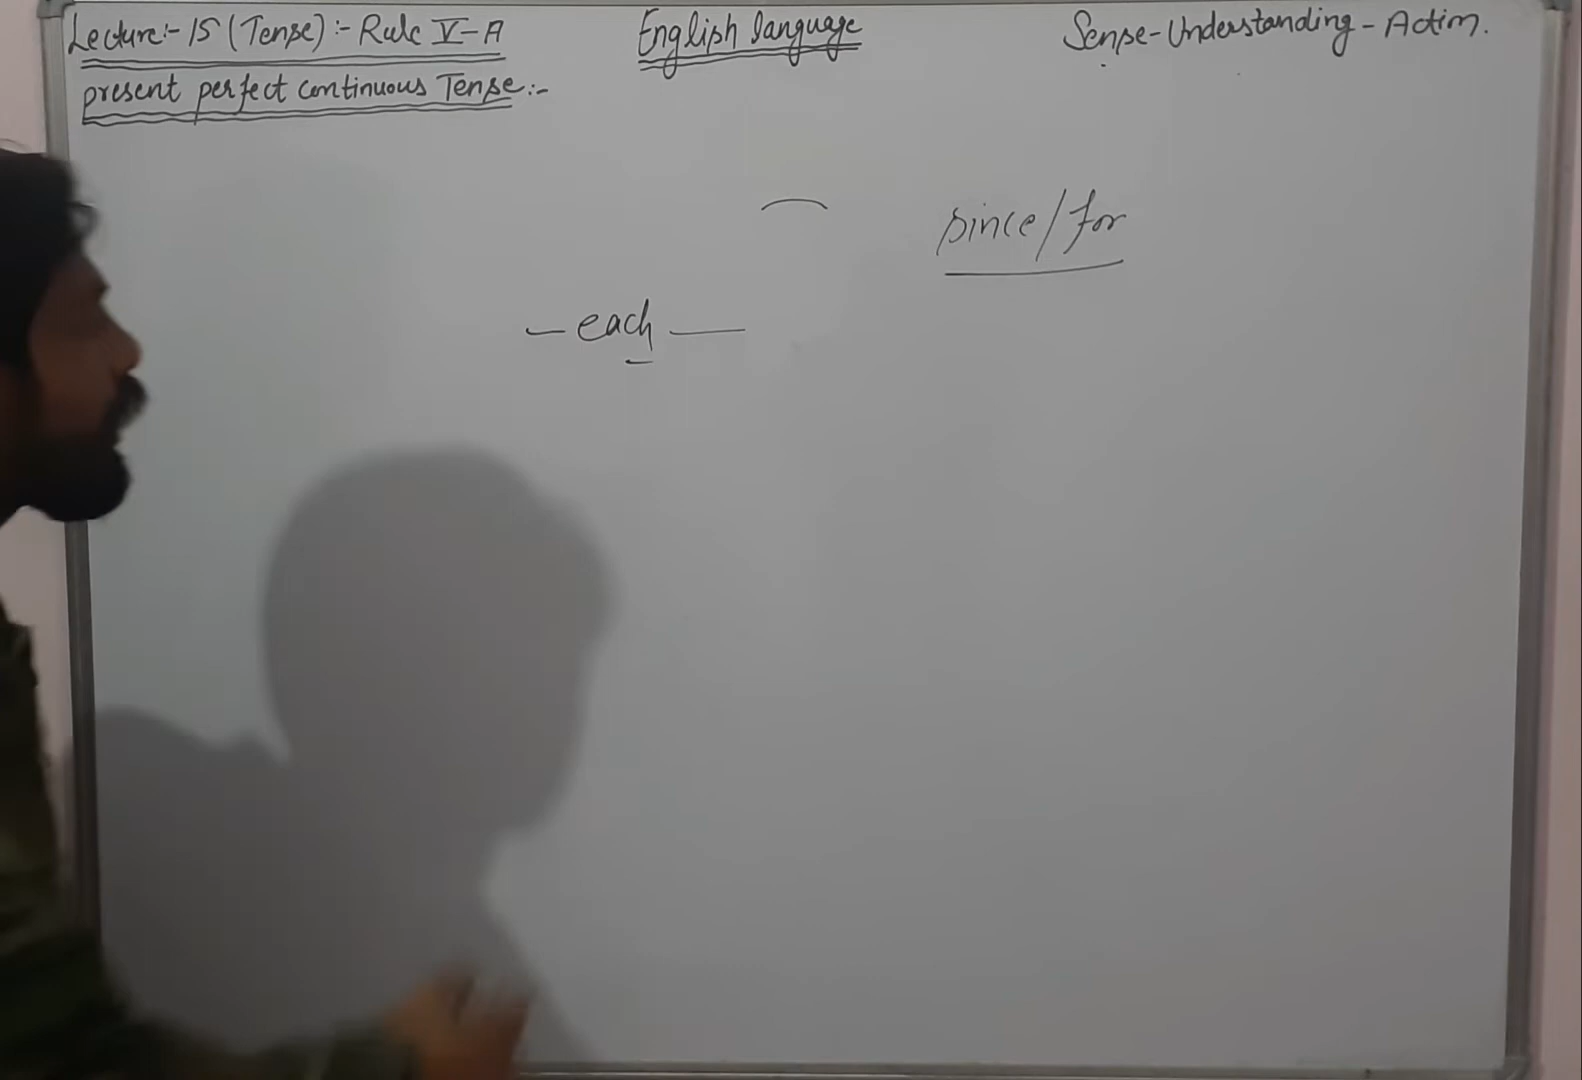 Lecture:- 15 (Tense):- Rule V-A
English language
Sense-Understanding-Action.
present perfect continuous Tense:-
since/for
- each —